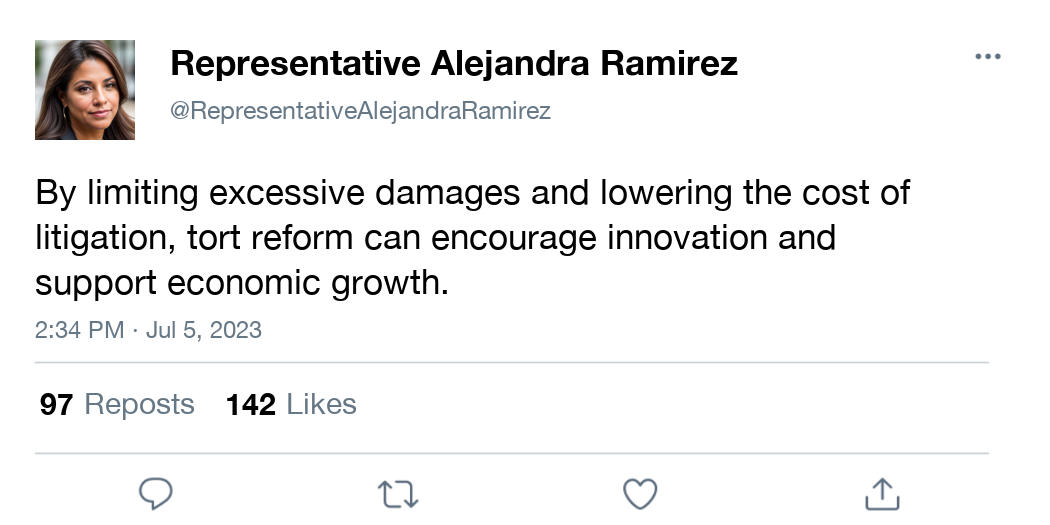 Representative Alejandra Ramirez
@RepresentativeAlejandraRamirez
By limiting excessive damages and lowering the cost of
litigation, tort reform can encourage innovation and
support economic growth.
2:34 PM · Jul 5, 2023
97 Reposts 142 Likes